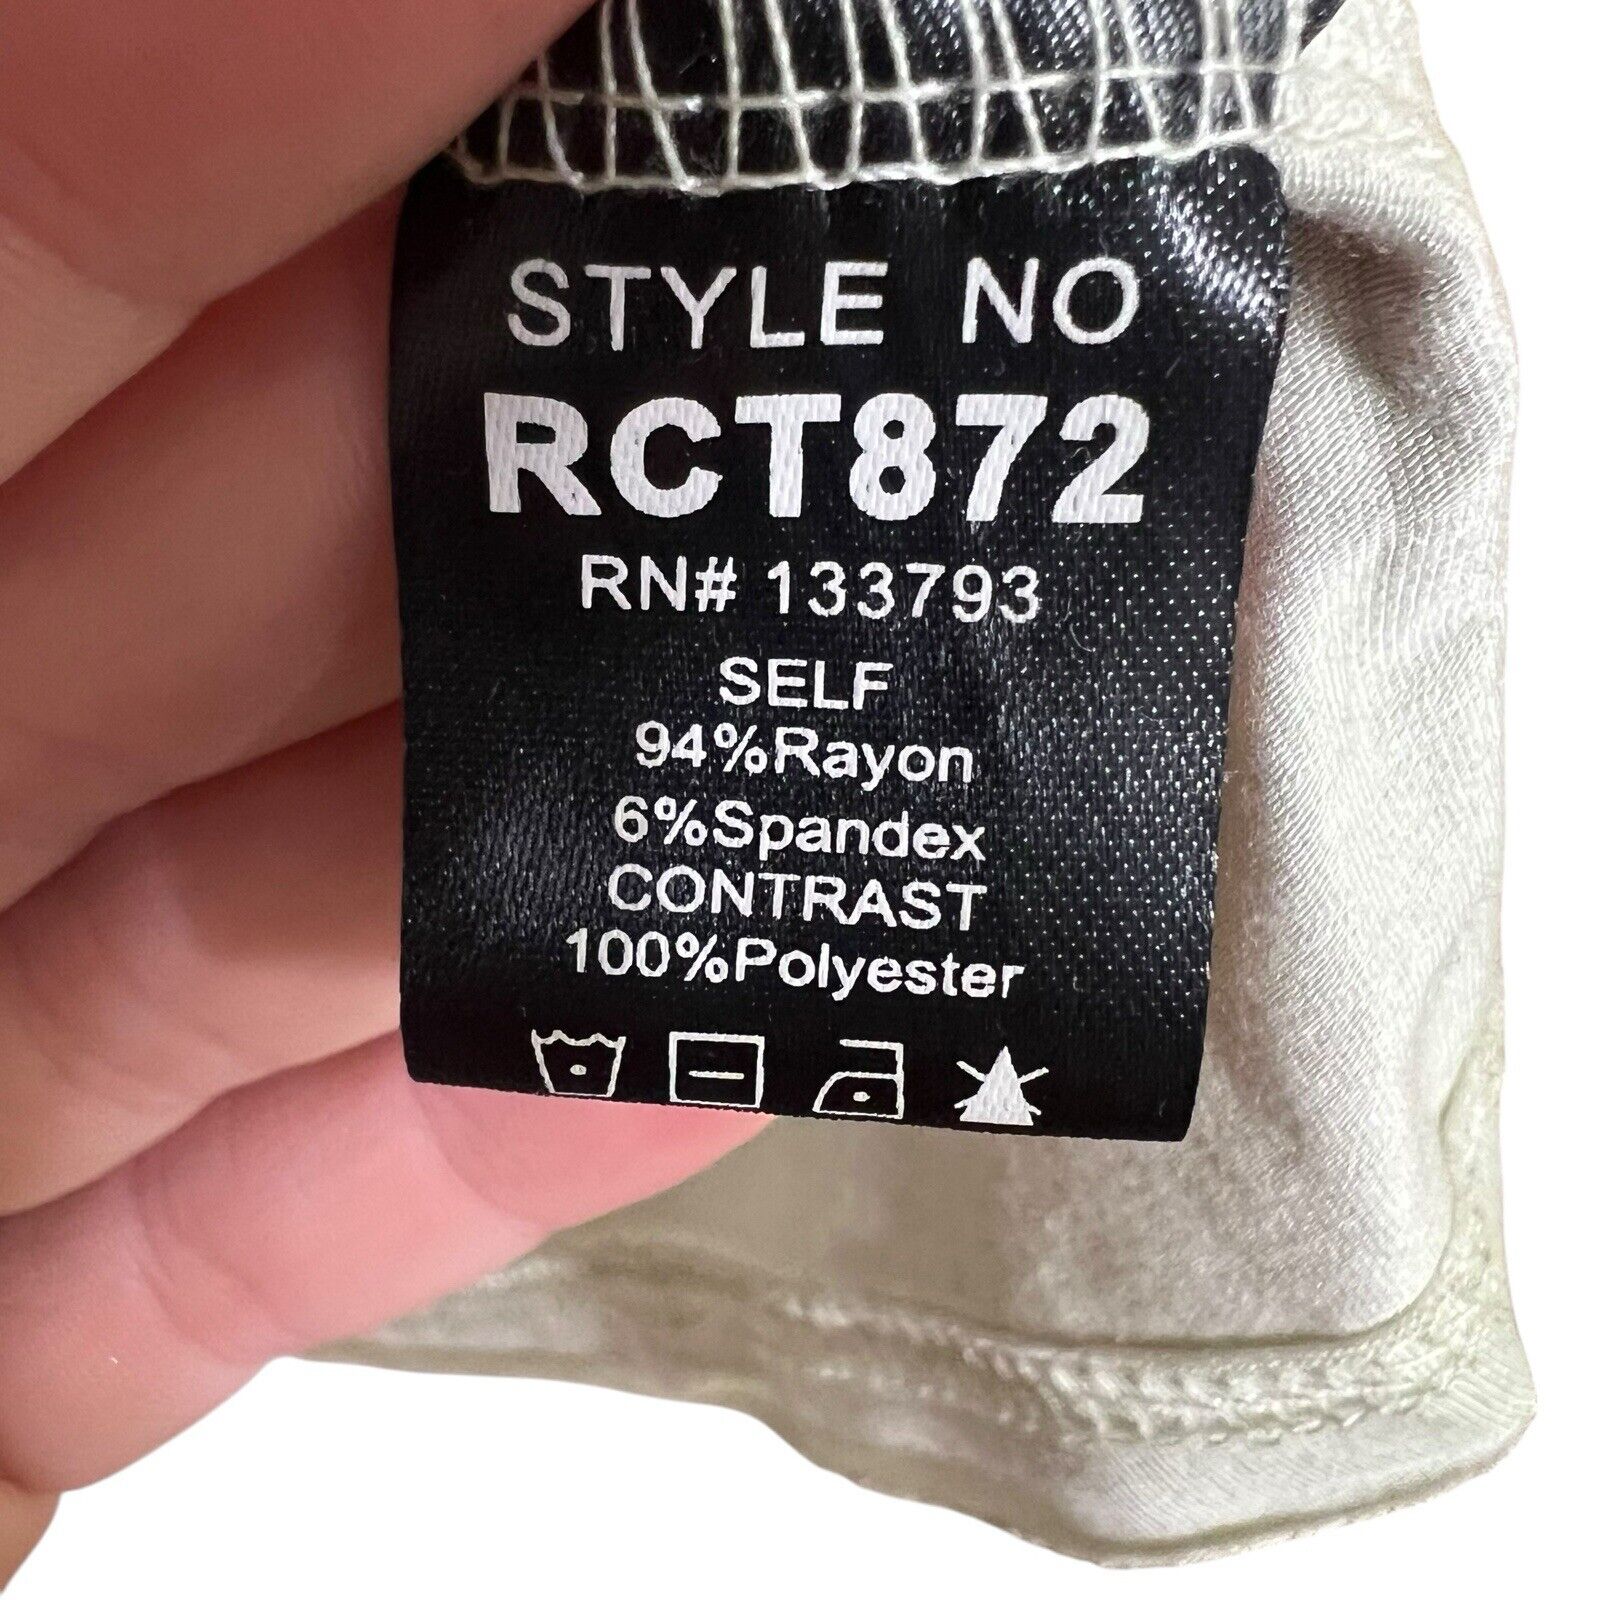 STYLE NO
RCT872
RN# 133793
SELF
94%Rayon
6%Spandex
CONTRAST
100%Polyester